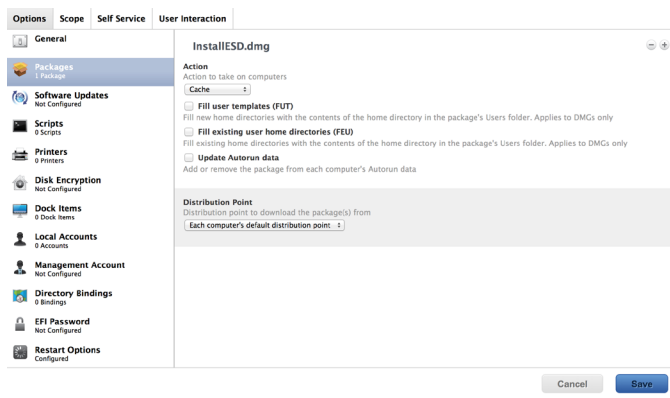 Options Scope Self Service User Interaction
General
Packages
1 Package
Software Updates
Not Configured
Scripts
0 Scripts
Printers
0 Printers
Disk Encryption
Not Configured
Dock Items
0 Dock Items
Local Accounts
0 Accounts
Management Account
Not Configured
Directory Bindings
0 Bindings
EFI Password
Not Configured
Restart Options
Configured
InstallESD.dmg
Action
Action to take on computers
Cache
Fill user templates (FUT)
Fill new home directories with the contents of the home directory in the package's Users folder. Applies to DMGs only
Fill existing user home directories (FEU)
Fill existing home directories with the contents of the home directory in the package's Users folder. Applies to DMGs only
Update Autorun data
Add or remove the package from each computer's Autorun data
Distribution Point
Distribution point to download the package(s) from
Each computer's default distribution point
Cancel Save